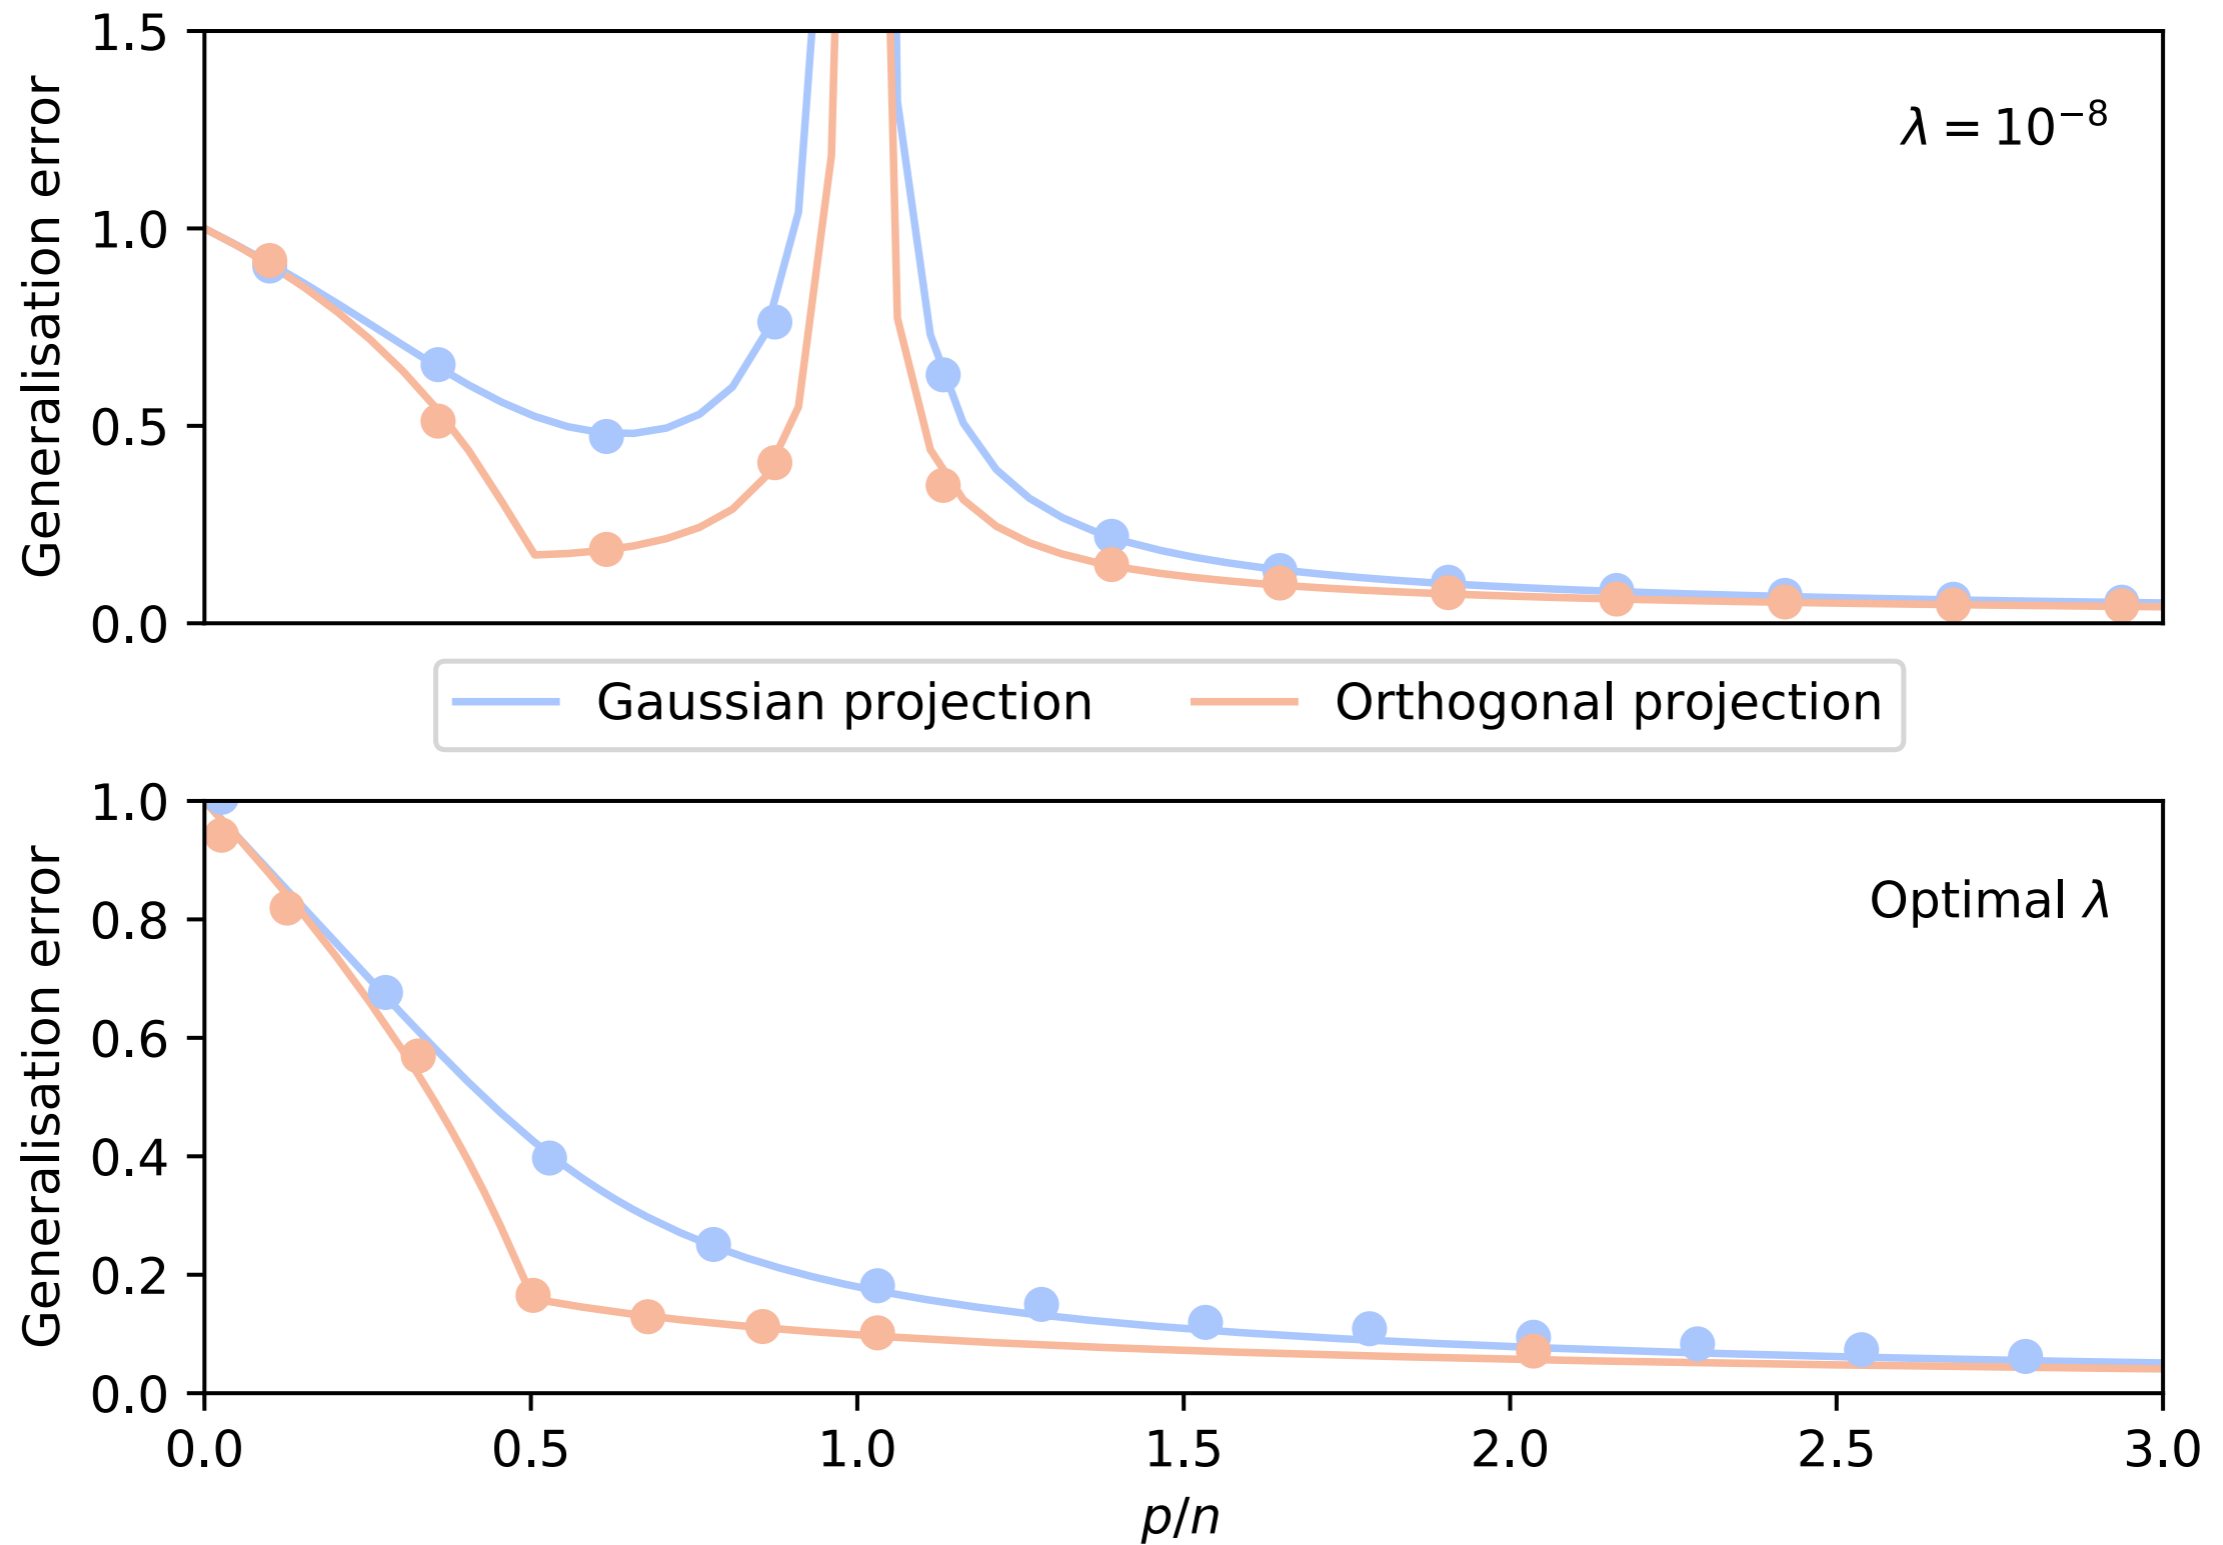 1.5
1.0
0.5
0.0
Generalisation error
λ = 10⁻⁸
Gaussian projection
Orthogonal projection
1.0
0.8
0.6
0.4
0.2
0.0
Generalisation error
Optimal λ
0.0 0.5 1.0 1.5 2.0 2.5 3.0
p/n